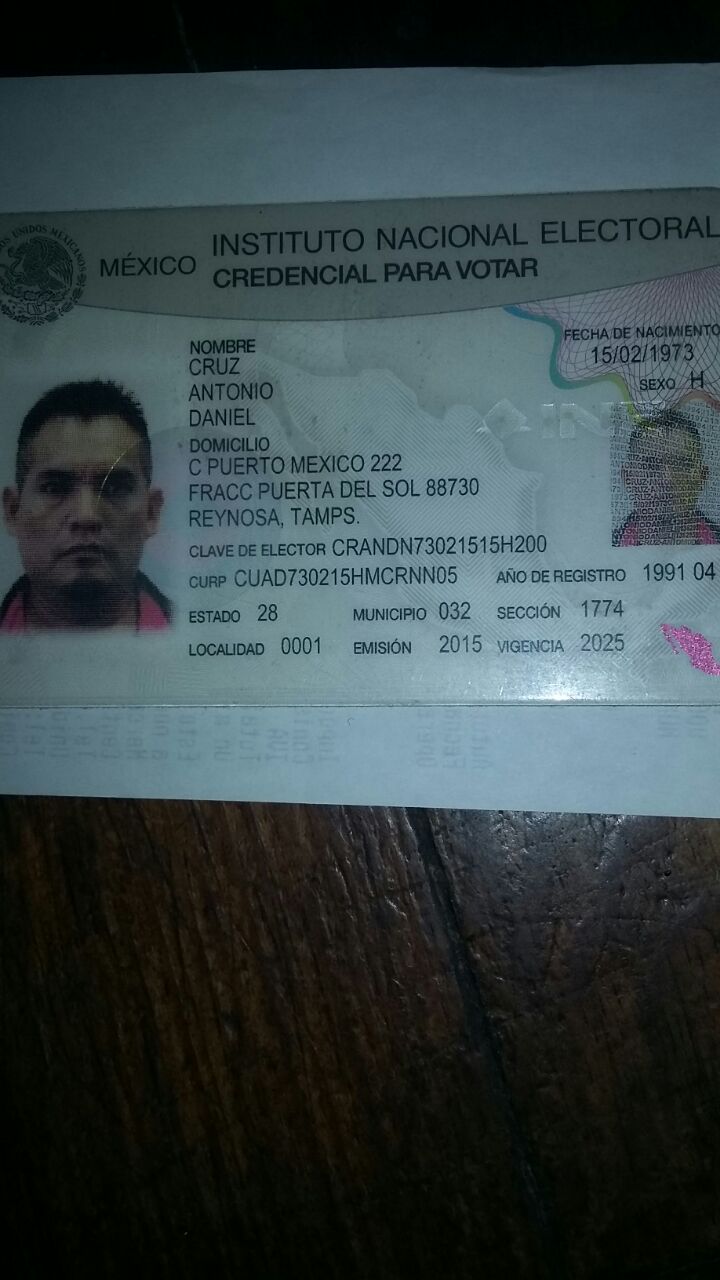 MÉXICO
INSTITUTO NACIONAL ELECTORAL
CREDENCIAL PARA VOTAR
NOMBRE
CRUZ
ANTONIO
DANIEL
FECHA DE NACIMIENTO
15/02/1973
SEXO H
DOMICILIO
C PUERTO MEXICO 222
FRACC PUERTA DEL SOL 88730
REYNOSA, TAMPS.
CLAVE DE ELECTOR CRANDN73021515H200
CURP CUAD730215HMCRNN05 AÑO DE REGISTRO 1991 04
ESTADO 28 MUNICIPIO 032 SECCIÓN 1774
LOCALIDAD 0001 EMISIÓN 2015 VIGENCIA 2025